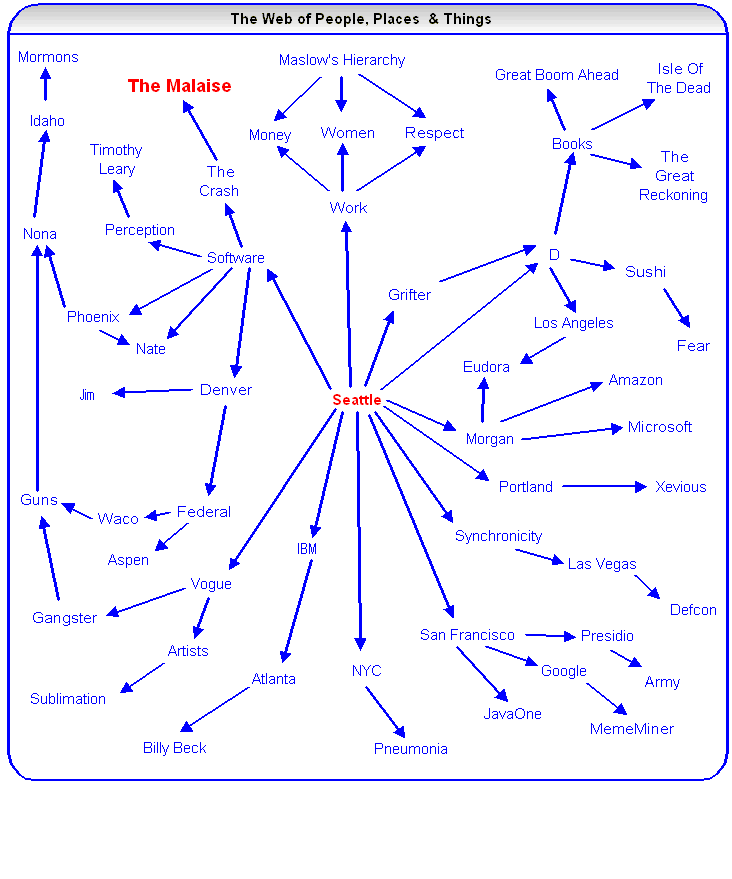 The Web of People, Places & Things
Mormons
The Malaise
Maslow's Hierarchy
Great Boom Ahead
Isle Of
The Dead
Idaho
Timothy
Leary
The
Crash
Money
Women
Respect
Books
The
Great
Reckoning
Nona
Perception
Work
Software
D
Sushi
Grifter
Phoenix
Nate
Los Angeles
Fear
Eudora
Jim
Denver
Seattle
Amazon
Morgan
Microsoft
Guns
Waco
Federal
Portland
Xevious
Aspen
IBM
Synchronicity
Las Vegas
Vogue
Gangster
Defcon
Artists
San Francisco
Presidio
Sublimation
Atlanta
NYC
Google
Army
JavaOne
MemeMiner
Billy Beck
Pneumonia